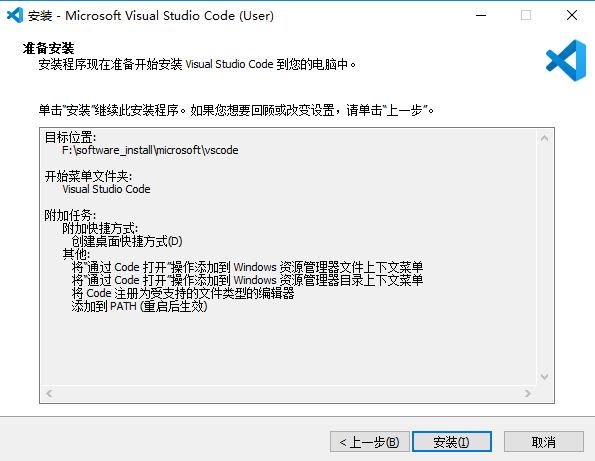 安装 - Microsoft Visual Studio Code (User)
准备安装
安装程序现在准备开始安装 Visual Studio Code 到您的电脑中。
单击“安装”继续此安装程序。如果您想要回顾或改变设置，请单击“上一步”。
目标位置:
F:\software_install\microsoft\vscode
开始菜单文件夹:
Visual Studio Code
附加任务:
附加快捷方式:
创建桌面快捷方式(D)
其他:
将“通过 Code 打开“操作添加到 Windows 资源管理器文件上下文菜单
将“通过 Code 打开“操作添加到 Windows 资源管理器目录上下文菜单
将 Code 注册为受支持的文件类型的编辑器
添加到 PATH (重启后生效)
< 上一步(B) 安装(I) 取消